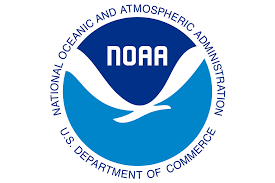 NATIONAL OCEANIC AND ATMOSPHERIC ADMINISTRATION
NOAA
U.S. DEPARTMENT OF COMMERCE